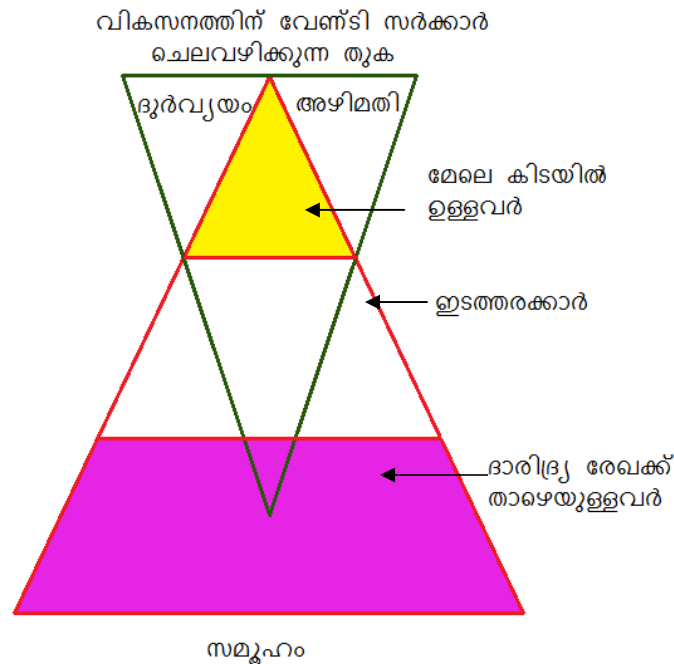 വികസനത്തിന് വേണ്ടി സർക്കാർ
ചെലവഴിക്കുന്ന തുക
ദുർവ്യയം
അഴിമതി
മേലെ കിടയിൽ
ഉള്ളവർ
ഇടത്തരക്കാർ
ദാരിദ്ര്യ രേഖക്ക്
താഴെയുള്ളവർ
സമൂഹം